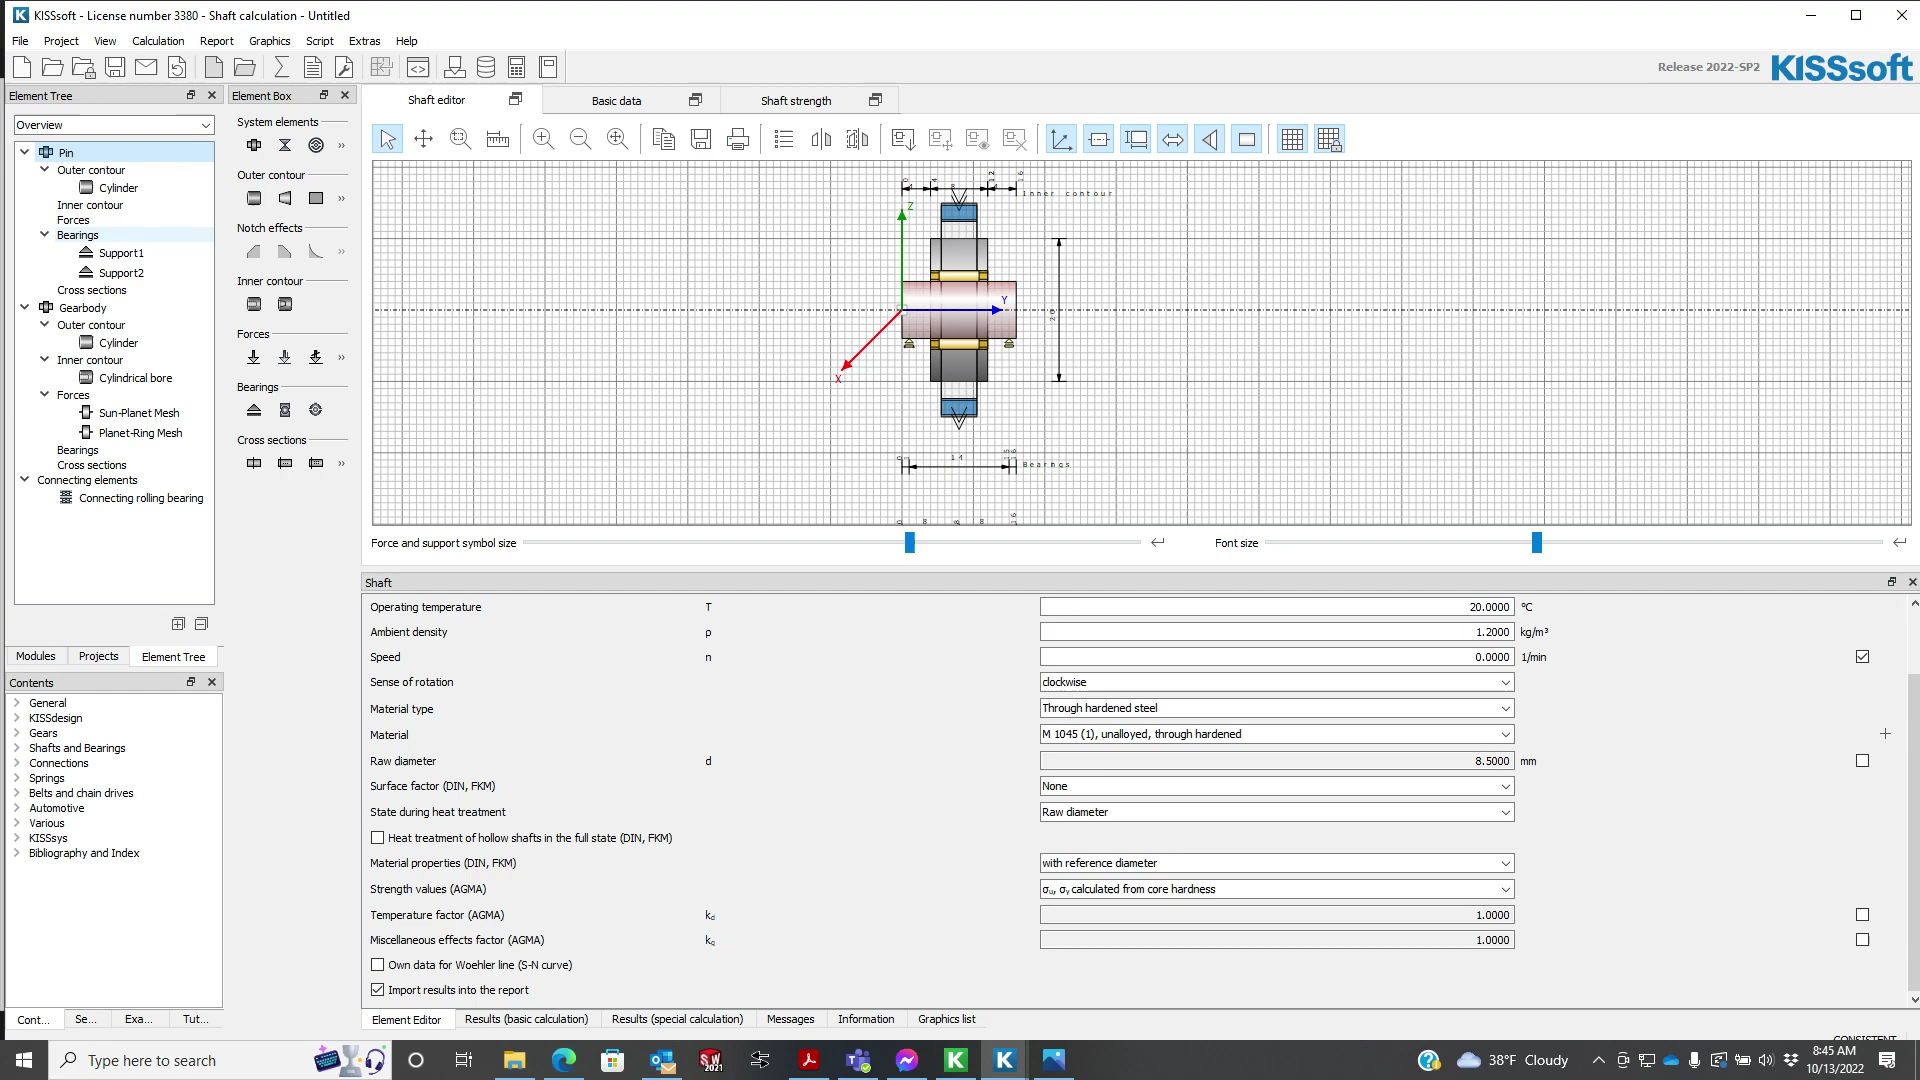 KISSsoft - License number 3380 - Shaft calculation - Untitled
File Project View Calculation Report Graphics Script Extras Help
Release 2022-SP2 KISSsoft
Element Tree
Element Box
Shaft editor
Basic data
Shaft strength
Overview
Pin
Outer contour
Cylinder
Inner contour
Forces
Bearings
Support1
Support2
Cross sections
Gearbody
Outer contour
Cylinder
Inner contour
Cylindrical bore
Forces
Sun-Planet Mesh
Planet-Ring Mesh
Bearings
Cross sections
Connecting elements
Connecting rolling bearing
System elements
Outer contour
Notch effects
Inner contour
Forces
Bearings
Cross sections
Inner contour
Z
Y
X
14
Bearings
Force and support symbol size
Font size
Modules Projects Element Tree
Contents
General
KISSdesign
Gears
Shafts and Bearings
Connections
Springs
Belts and chain drives
Automotive
Various
KISSsys
Bibliography and Index
Cont... Se... Exa... Tut...
Shaft
Operating temperature T 20.0000 °C
Ambient density ρ 1.2000 kg/m³
Speed n 0.0000 1/min
Sense of rotation clockwise
Material type Through hardened steel
Material M 1045 (1), unalloyed, through hardened
Raw diameter d 8.5000 mm
Surface factor (DIN, FKM) None
State during heat treatment Raw diameter
Heat treatment of hollow shafts in the full state (DIN, FKM)
Material properties (DIN, FKM) with reference diameter
Strength values (AGMA) σᵤ, σᵧ calculated from core hardness
Temperature factor (AGMA) kd 1.0000
Miscellaneous effects factor (AGMA) kg 1.0000
Own data for Woehler line (S-N curve)
Import results into the report
Element Editor Results (basic calculation) Results (special calculation) Messages Information Graphics list
CONSISTENT
Type here to search
38°F Cloudy
8:45 AM
10/13/2022